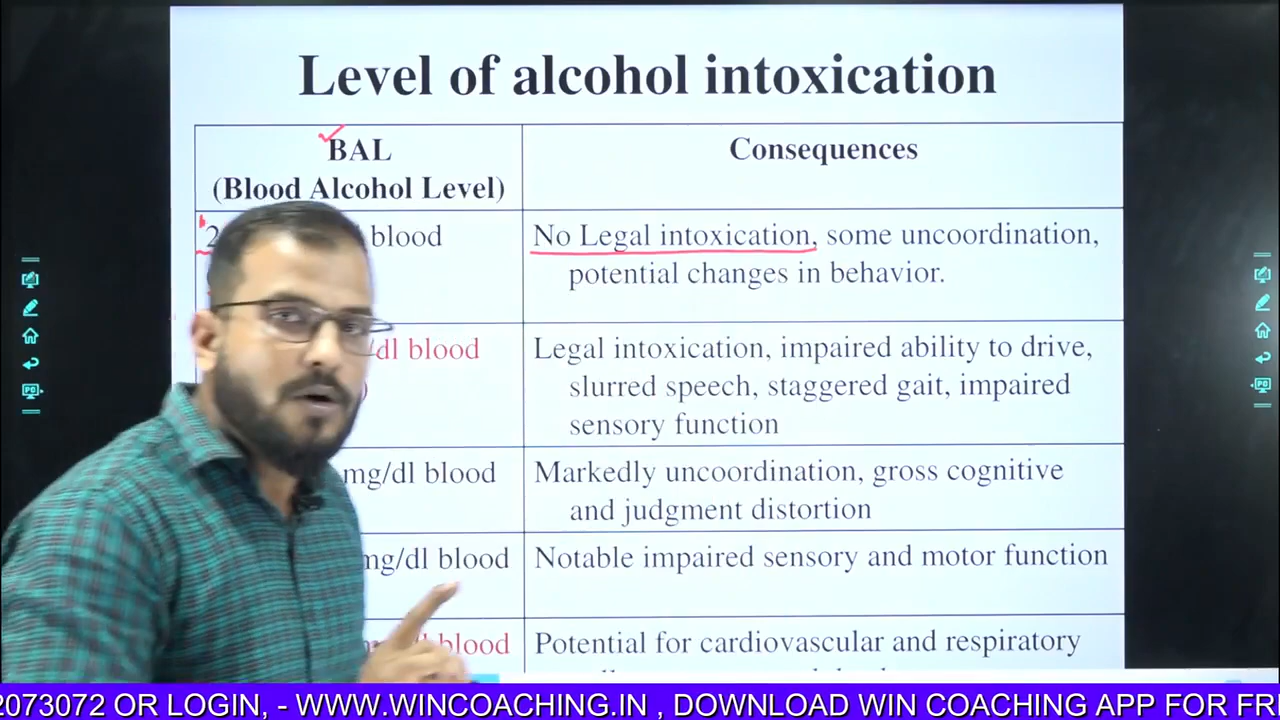 Level of alcohol intoxication
BAL
(Blood Alcohol Level)
Consequences
2
blood
No Legal intoxication, some uncoordination,
potential changes in behavior.
/dl blood
)
Legal intoxication, impaired ability to drive,
slurred speech, staggered gait, impaired
sensory function
mg/dl blood
Markedly uncoordination, gross cognitive
and judgment distortion
mg/dl blood
Notable impaired sensory and motor function
blood
Potential for cardiovascular and respiratory
PC
PC
2073072 OR LOGIN, - WWW.WINCOACHING.IN , DOWNLOAD WIN COACHING APP FOR FR